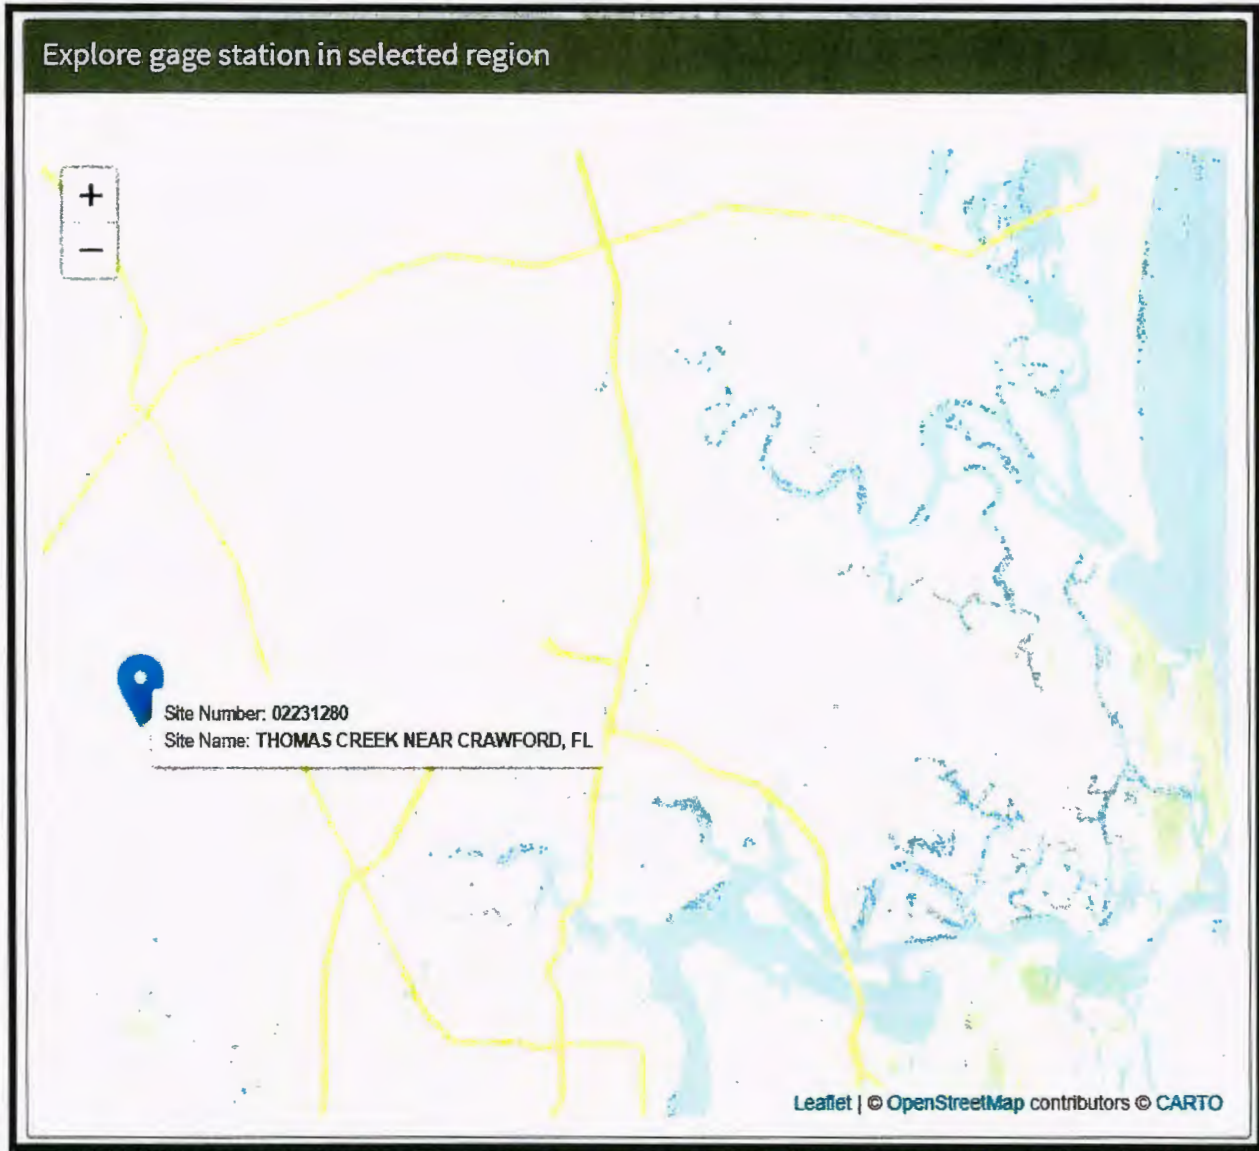 Explore gage station in selected region
+
−
Site Number: 02231280
Site Name: THOMAS CREEK NEAR CRAWFORD, FL
Leaflet | © OpenStreetMap contributors © CARTO